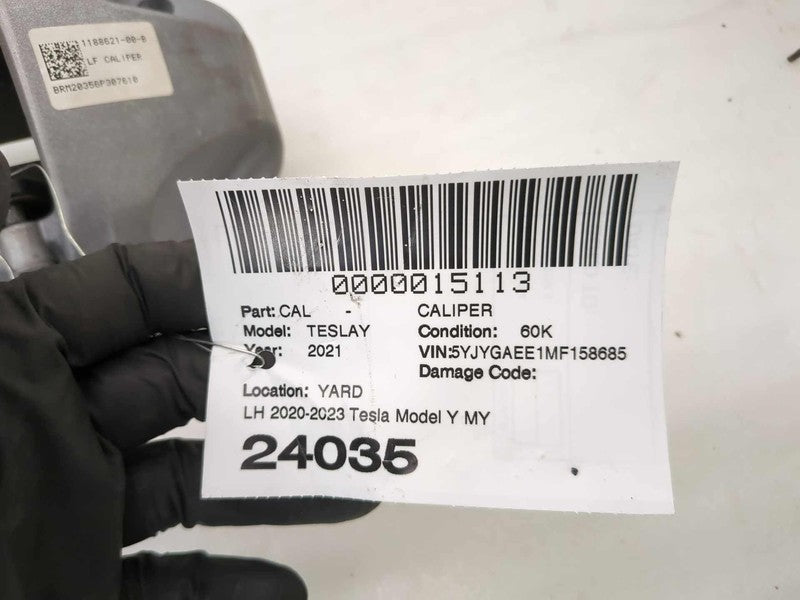 1188621-00-B
LF CALIPER
BRM20356P307610
0000015113
Part: CAL - CALIPER
Model: TESLAY Condition: 60K
Year: 2021 VIN:5YJYGAEE1MF158685
Damage Code:
Location: YARD
LH 2020-2023 Tesla Model Y MY
24035